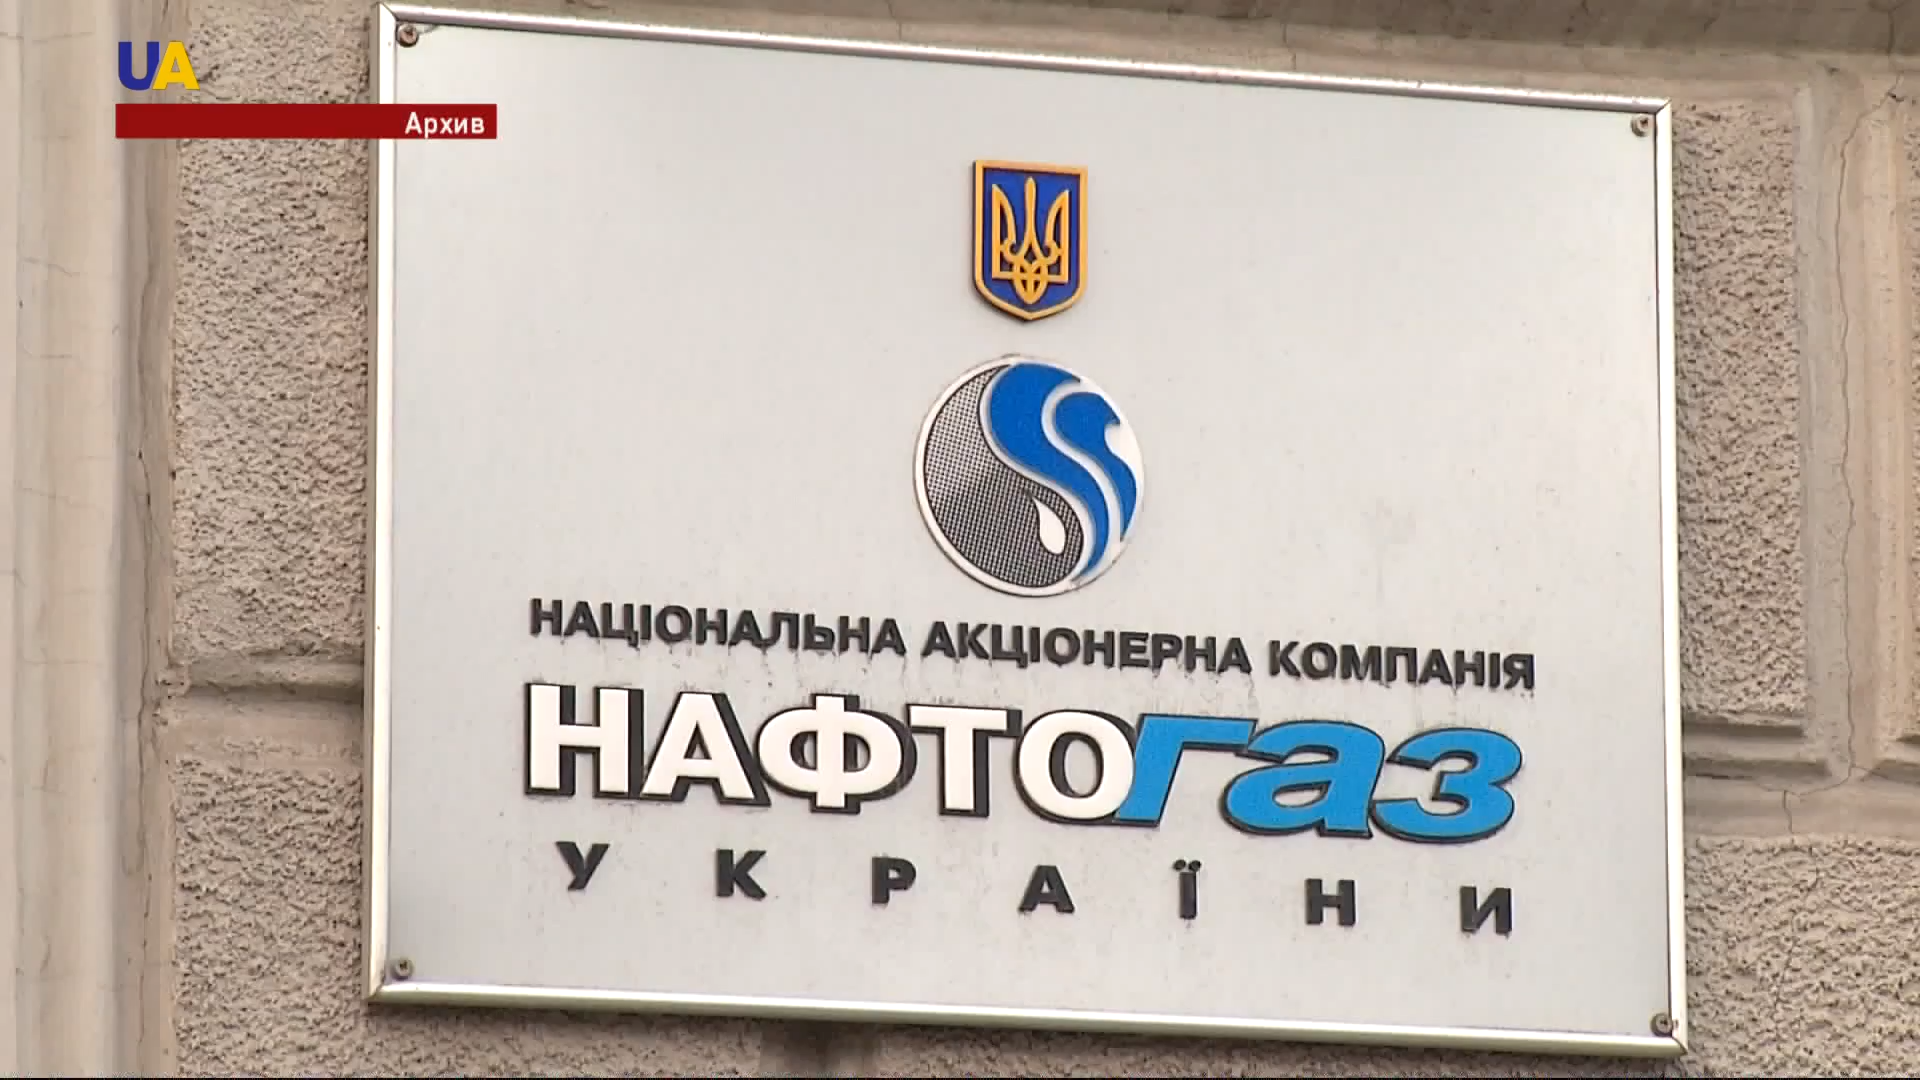 UA
Архив
НАЦІОНАЛЬНА АКЦІОНЕРНА КОМПАНІЯ
НАФТОгаз
УКРАЇНИ